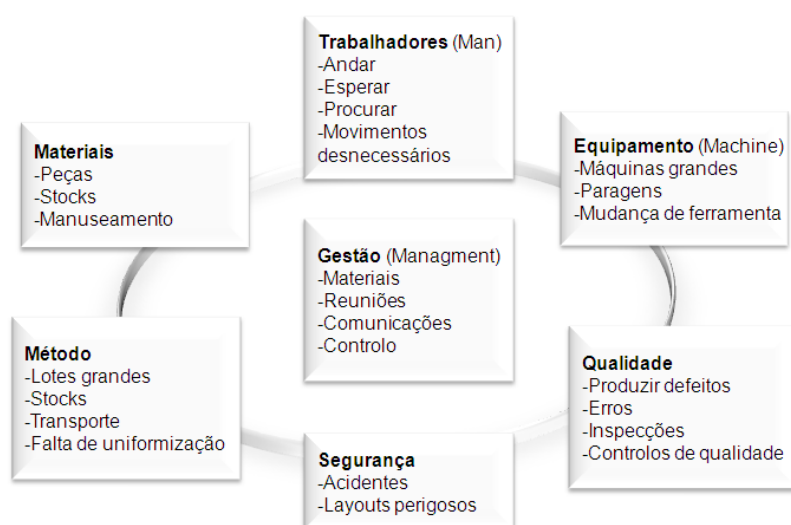 Trabalhadores (Man)
-Andar
-Esperar
-Procurar
-Movimentos
desnecessários
Materiais
-Peças
-Stocks
-Manuseamento
Equipamento (Machine)
-Máquinas grandes
-Paragens
-Mudança de ferramenta
Gestão (Managment)
-Materiais
-Reuniões
-Comunicações
-Controlo
Método
-Lotes grandes
-Stocks
-Transporte
-Falta de uniformização
Qualidade
-Produzir defeitos
-Erros
-Inspecções
-Controlos de qualidade
Segurança
-Acidentes
-Layouts perigosos